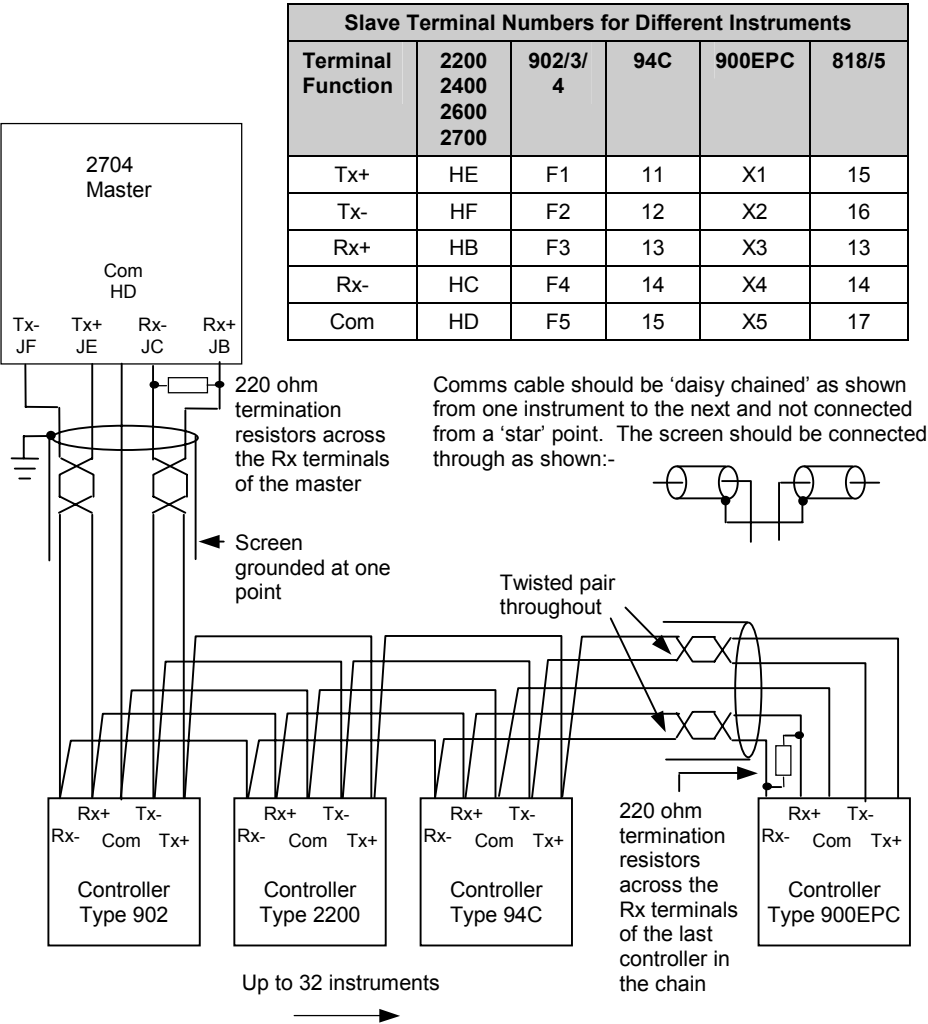 Slave Terminal Numbers for Different Instruments
Terminal Function 2200 2400 2600 2700 902/3/4 94C 900EPC 818/5
Tx+ HE F1 11 X1 15
Tx- HF F2 12 X2 16
Rx+ HB F3 13 X3 13
Rx- HC F4 14 X4 14
Com HD F5 15 X5 17
2704
Master
Com
HD
Tx- Tx+ Rx- Rx+
JF JE JC JB
220 ohm
termination
resistors across
the Rx terminals
of the master
Comms cable should be ‘daisy chained’ as shown
from one instrument to the next and not connected
from a ‘star’ point. The screen should be connected
through as shown:-
Screen
grounded at one
point
Twisted pair
throughout
Rx+ Tx-
Rx- Com Tx+
Controller
Type 902
Rx+ Tx-
Rx- Com Tx+
Controller
Type 2200
Rx+ Tx-
Rx- Com Tx+
Controller
Type 94C
220 ohm
termination
resistors
across the
Rx terminals
of the last
controller in
the chain
Rx+ Tx-
Rx- Com Tx+
Controller
Type 900EPC
Up to 32 instruments